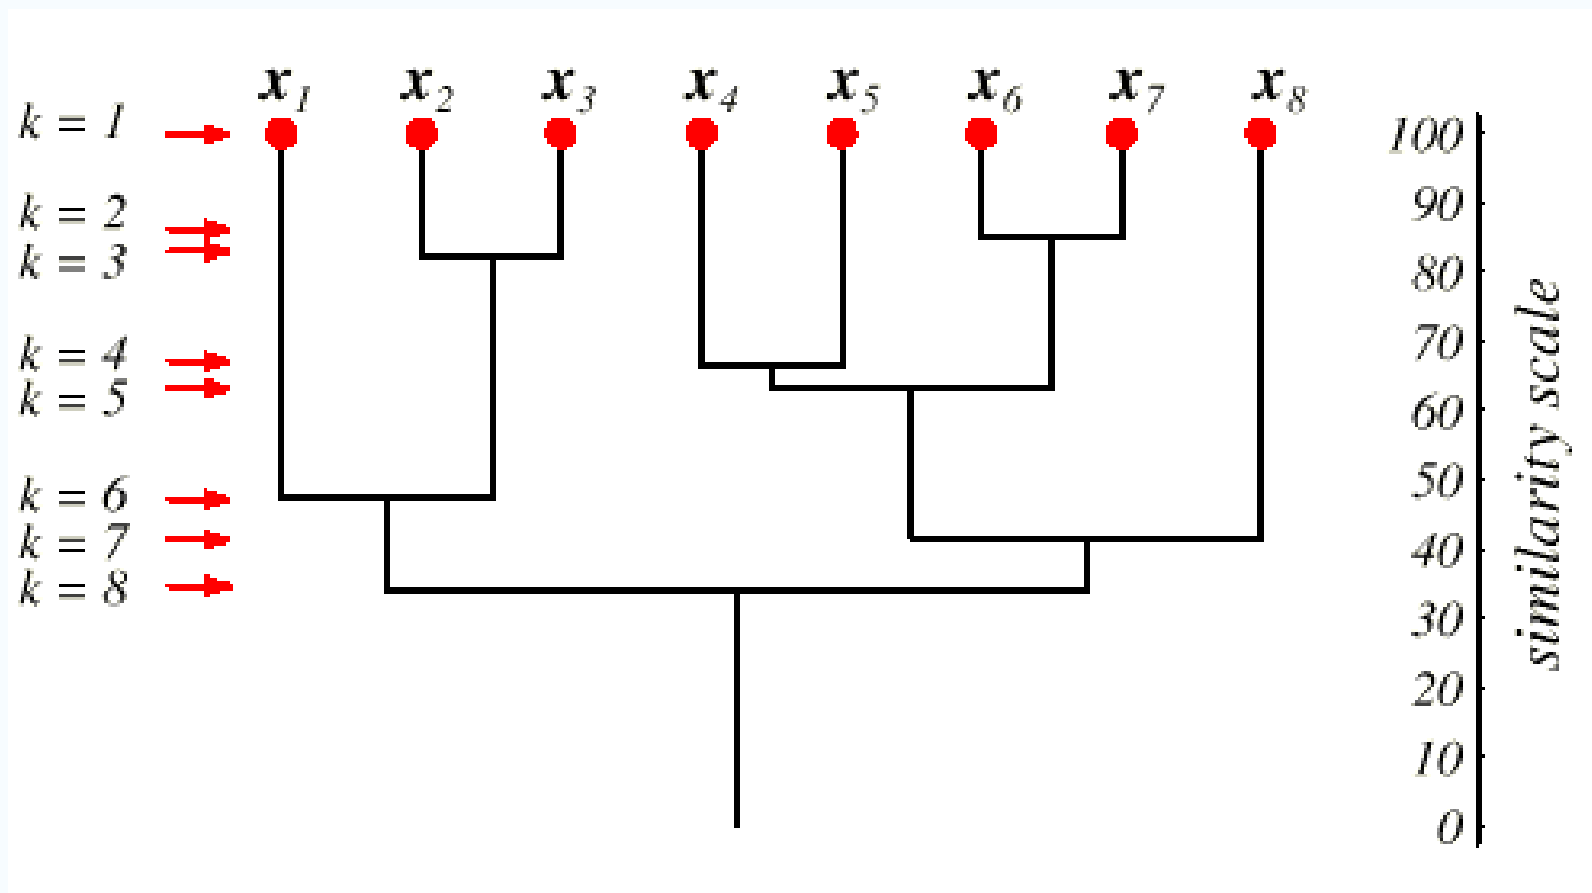 x1 x2 x3 x4 x5 x6 x7 x8
k = 1
k = 2
k = 3
k = 4
k = 5
k = 6
k = 7
k = 8
100
90
80
70
60
50
40
30
20
10
0
similarity scale